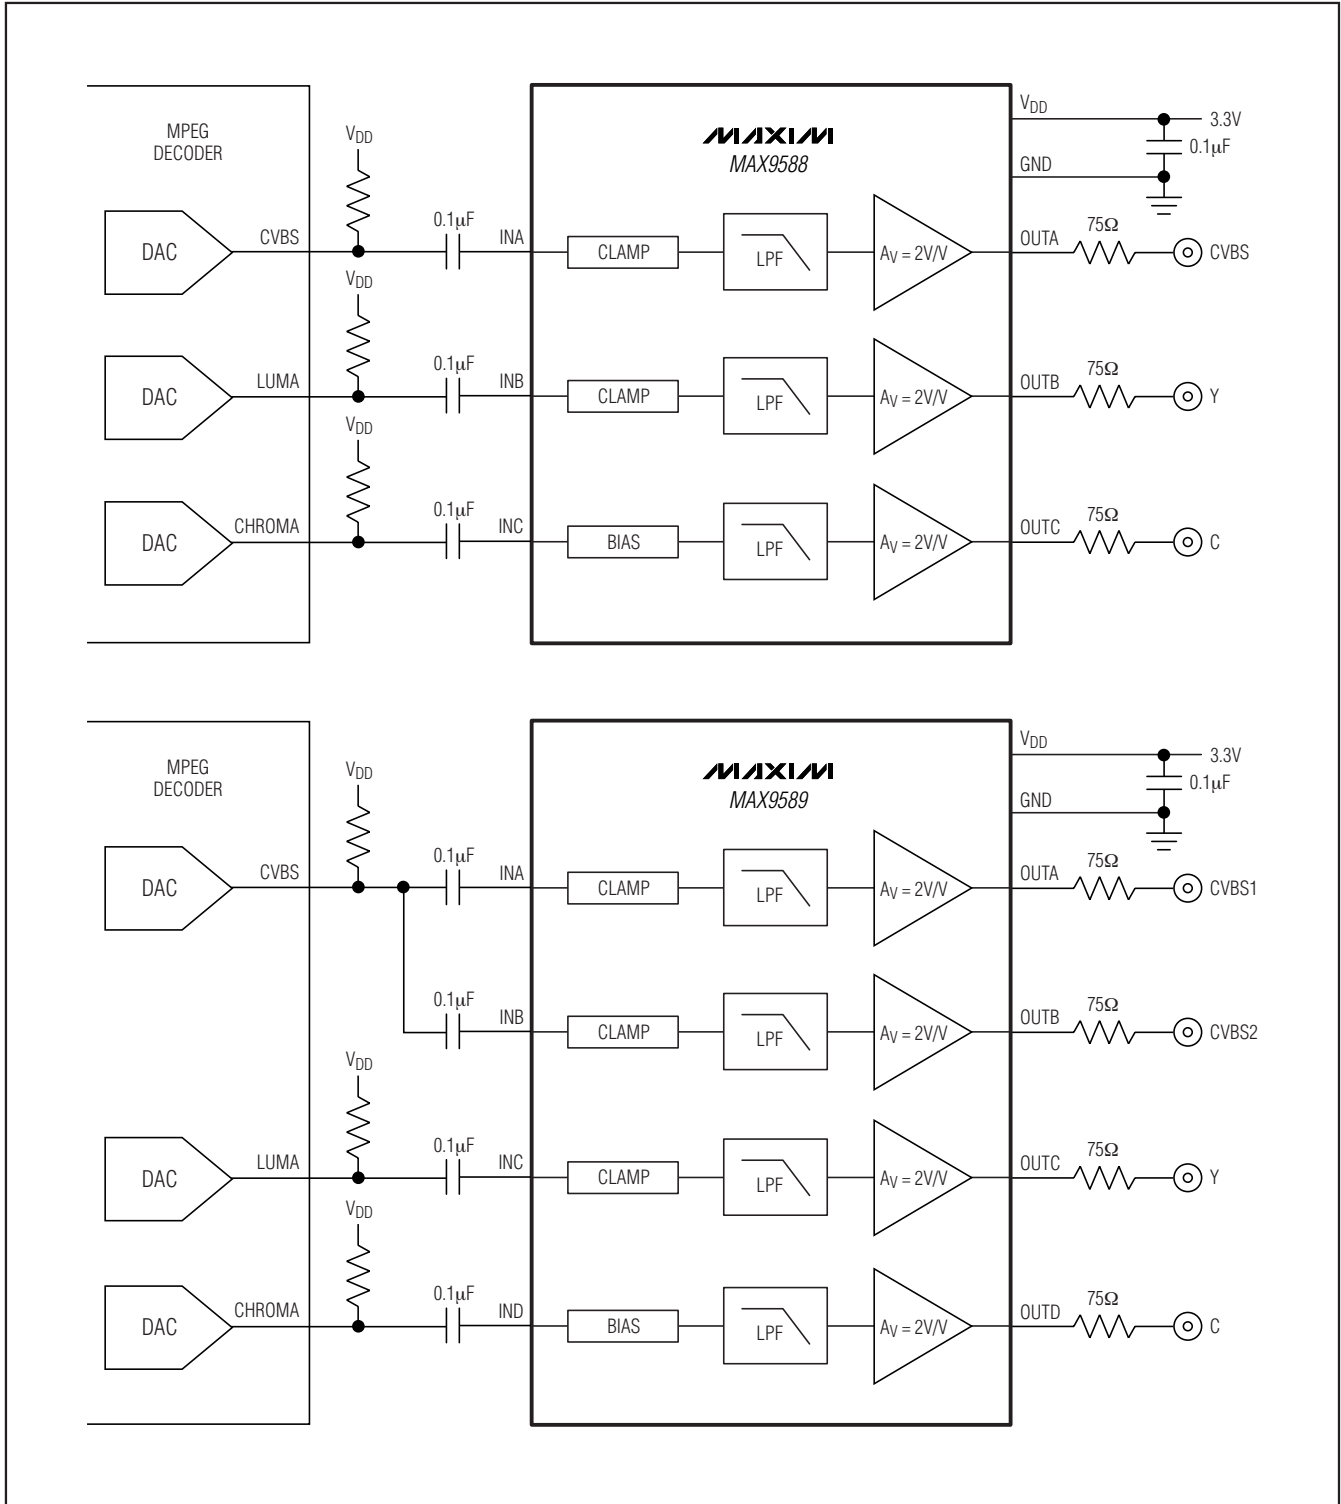 MPEG
DECODER
VDD
MAXIM
MAX9588
VDD
3.3V
0.1µF
GND
DAC
CVBS
0.1µF
INA
CLAMP
LPF
AV = 2V/V
OUTA
75Ω
CVBS
VDD
DAC
LUMA
0.1µF
INB
CLAMP
LPF
AV = 2V/V
OUTB
75Ω
Y
VDD
DAC
CHROMA
0.1µF
INC
BIAS
LPF
AV = 2V/V
OUTC
75Ω
C
MPEG
DECODER
VDD
MAXIM
MAX9589
VDD
3.3V
0.1µF
GND
DAC
CVBS
0.1µF
INA
CLAMP
LPF
AV = 2V/V
OUTA
75Ω
CVBS1
0.1µF
INB
CLAMP
LPF
AV = 2V/V
OUTB
75Ω
CVBS2
VDD
DAC
LUMA
0.1µF
INC
CLAMP
LPF
AV = 2V/V
OUTC
75Ω
Y
VDD
DAC
CHROMA
0.1µF
IND
BIAS
LPF
AV = 2V/V
OUTD
75Ω
C